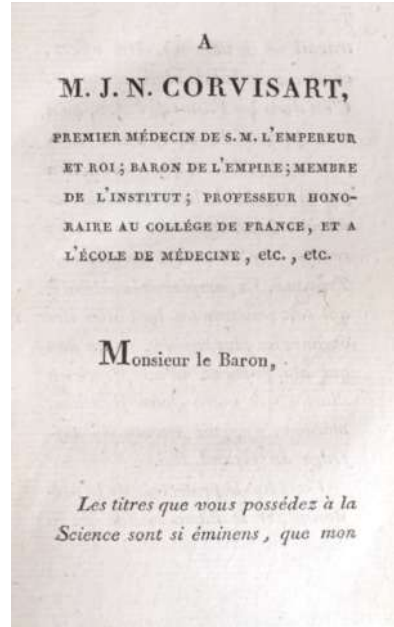 A
M. J. N. CORVISART,
PREMIER MÉDECIN DE S. M. L'EMPEREUR
ET ROI ; BARON DE L'EMPIRE ; MEMBRE
DE L'INSTITUT ; PROFESSEUR HONO-
RAIRE AU COLLÉGE DE FRANCE, ET A
L'ÉCOLE DE MÉDECINE, etc., etc.
Monsieur le Baron,
Les titres que vous possédez à la
Science sont si éminens, que mon